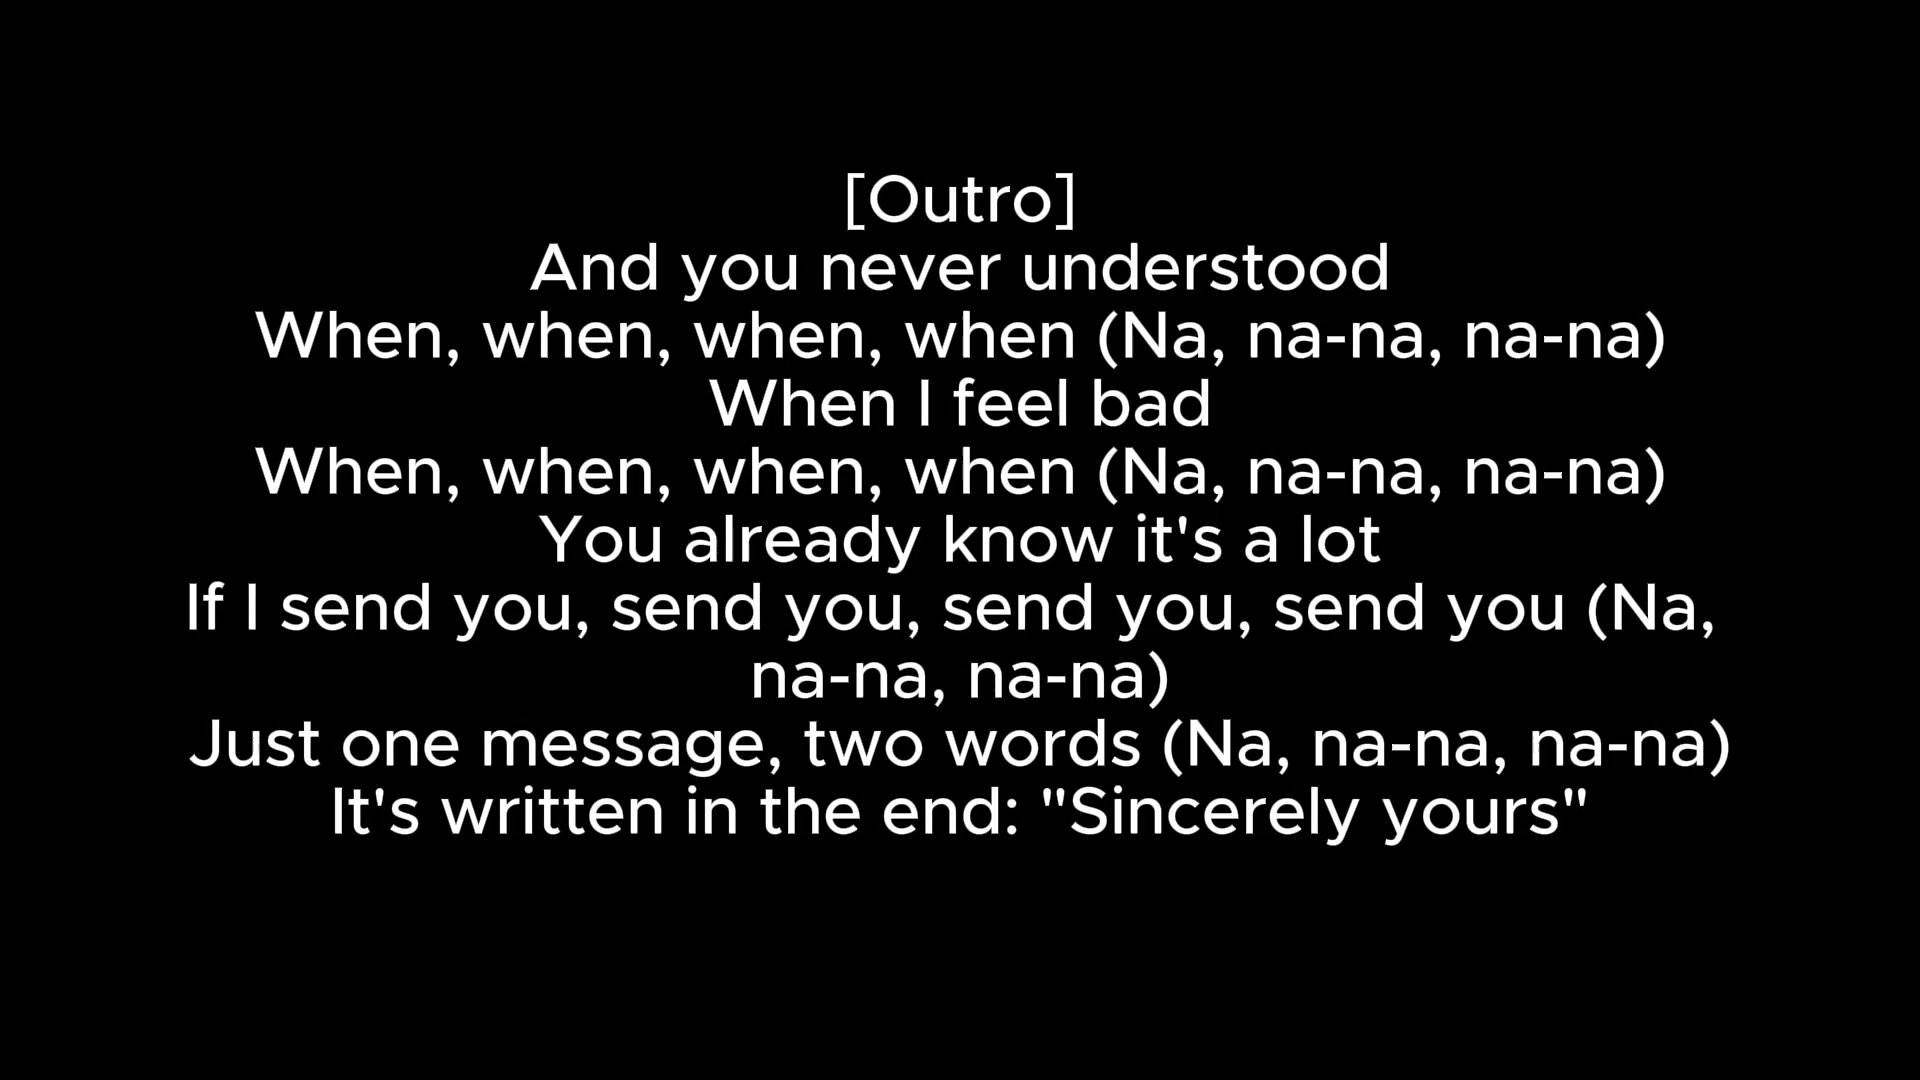 [Outro]
And you never understood
When, when, when, when (Na, na-na, na-na)
When I feel bad
When, when, when, when (Na, na-na, na-na)
You already know it's a lot
If I send you, send you, send you, send you (Na,
na-na, na-na)
Just one message, two words (Na, na-na, na-na)
It's written in the end: "Sincerely yours"